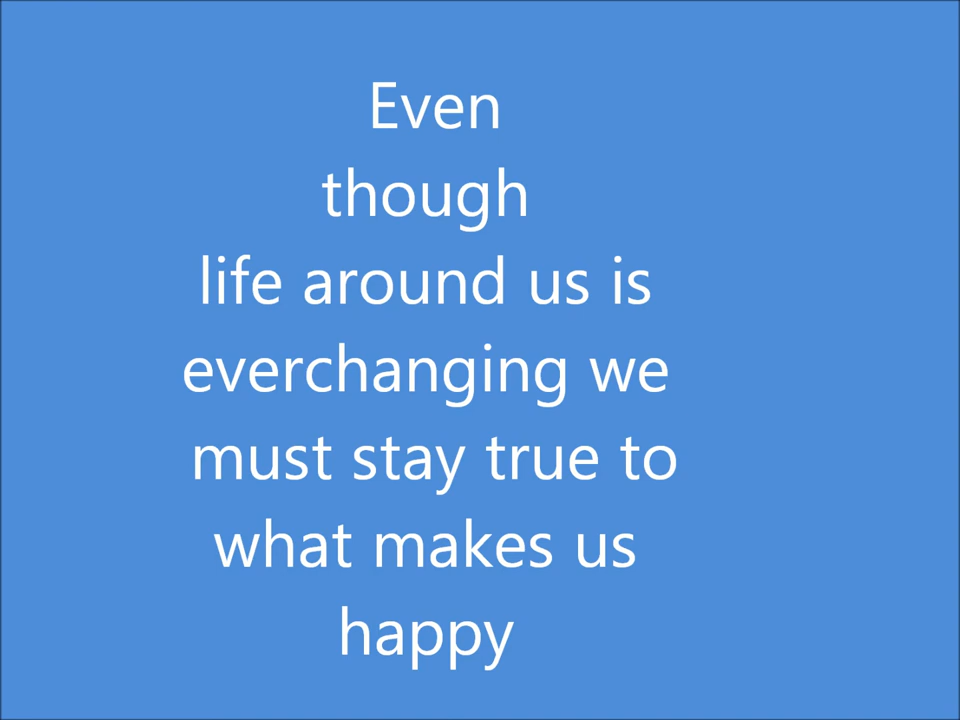 Even
though
life around us is
everchanging we
must stay true to
what makes us
happy